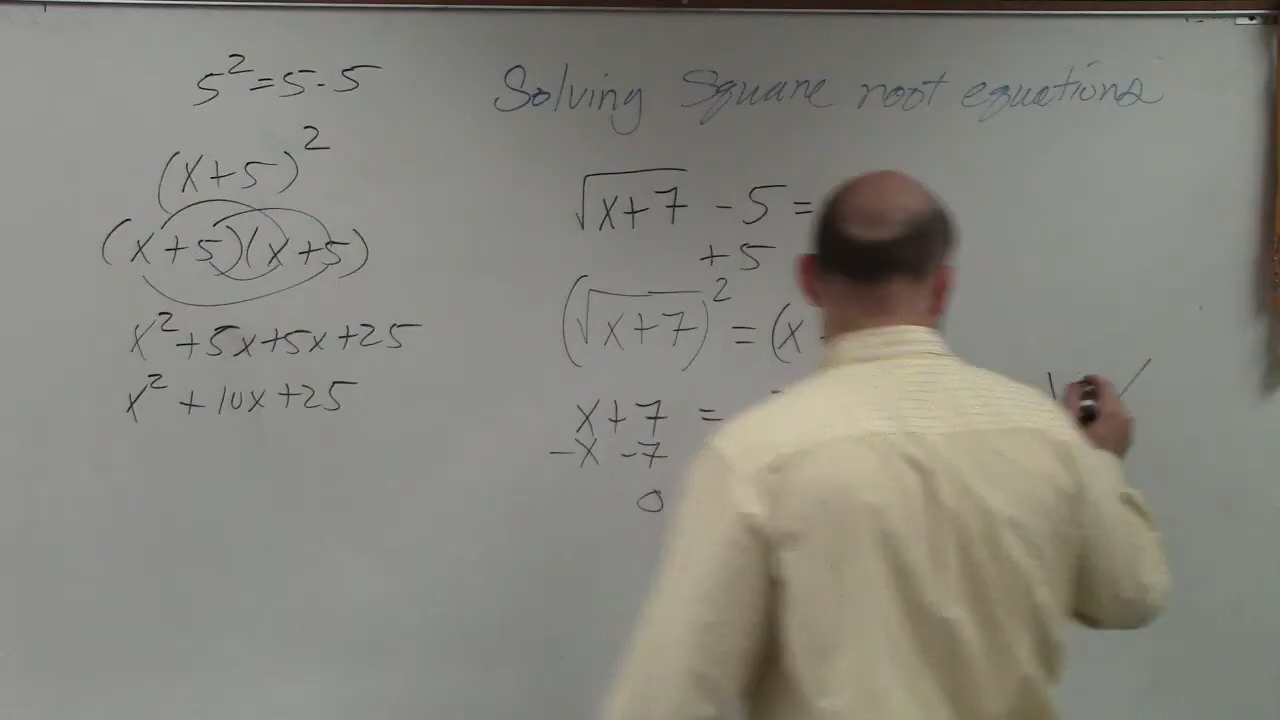 5² = 5 · 5
(x+5)²
(x+5)(x+5)
x² + 5x + 5x + 25
x² + 10x + 25
Solving Square root equations
√x+7 - 5 =
+5
(√x+7)² = (x
x + 7 =
-x -7
0